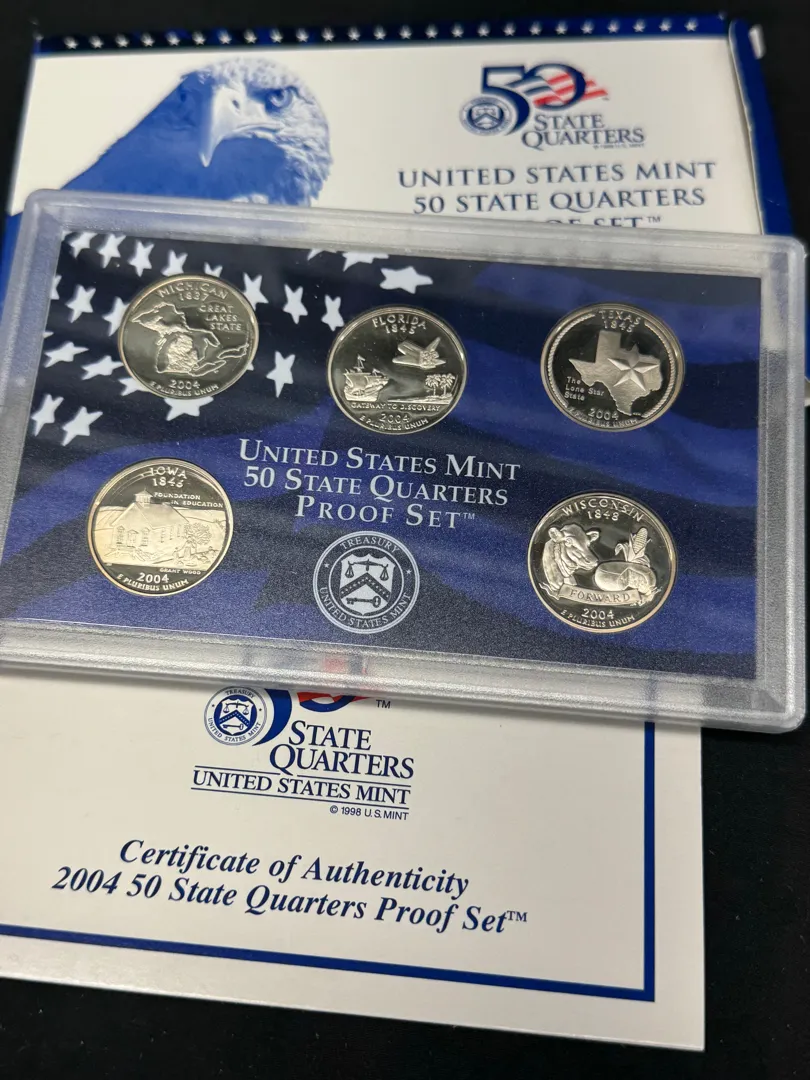 50
STATE
QUARTERS
© 1998 U.S. MINT
UNITED STATES MINT
50 STATE QUARTERS
PROOF SET™
MICHIGAN
1837
GREAT
LAKES
STATE
2004
E PLURIBUS UNUM
FLORIDA
1845
GATEWAY TO DISCOVERY
2004
E PLURIBUS UNUM
TEXAS
1845
The
Lone Star
State
2004
E PLURIBUS UNUM
UNITED STATES MINT
50 STATE QUARTERS
PROOF SET™
IOWA
1846
FOUNDATION
IN EDUCATION
GRANT WOOD
2004
E PLURIBUS UNUM
TREASURY
UNITED STATES MINT
WISCONSIN
1848
FORWARD
2004
E PLURIBUS UNUM
TREASURY
UNITED STATES MINT
TM
STATE
QUARTERS
UNITED STATES MINT
© 1998 U.S. MINT
Certificate of Authenticity
2004 50 State Quarters Proof Set™